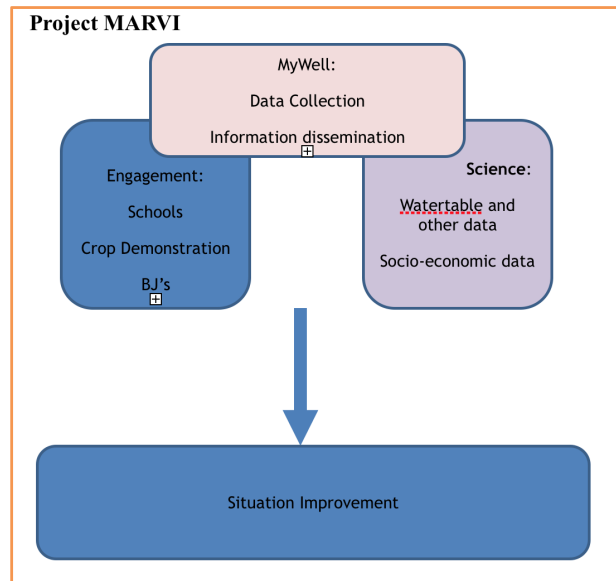 Project MARVI
MyWell:
Data Collection
Information dissemination
Engagement:
Schools
Crop Demonstration
BJ's
Science:
Watertable and
other data
Socio-economic data
Situation Improvement